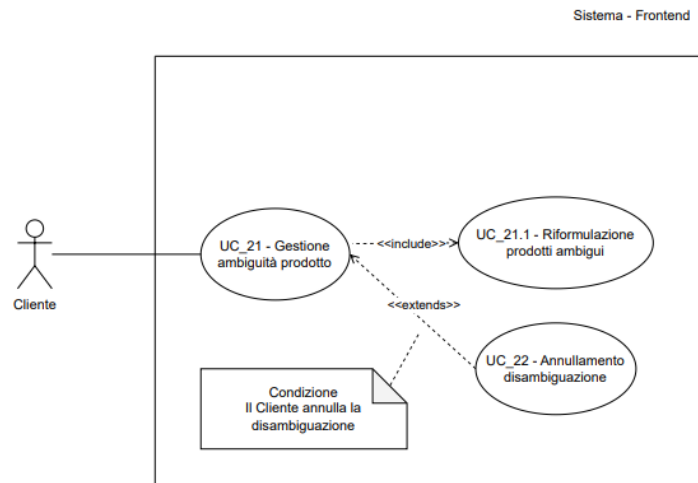 Sistema - Frontend
UC_21 - Gestione
ambiguità prodotto
<<include>>
UC_21.1 - Riformulazione
prodotti ambigui
Cliente
<<extends>>
UC_22 - Annullamento
disambiguazione
Condizione
Il Cliente annulla la
disambiguazione